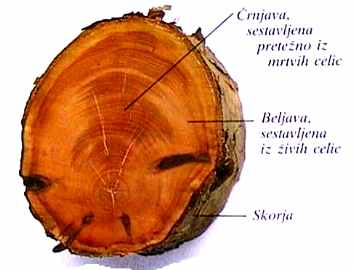 Črnjava,
sestavljena
pretežno iz
mrtvih celic
Beljava,
sestavljena
iz živih celic
Skorja